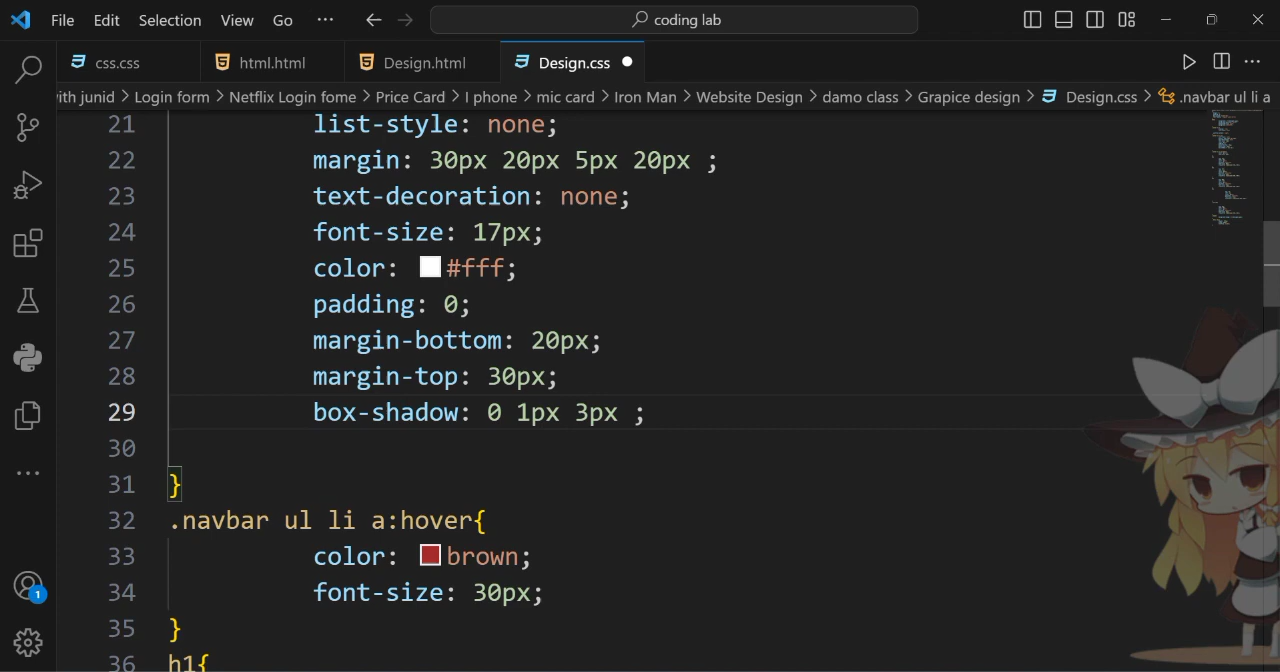 File Edit Selection View Go ··· coding lab
css.css html.html Design.html Design.css
ith junid > Login form > Netflix Login fome > Price Card > I phone > mic card > Iron Man > Website Design > damo class > Grapice design > Design.css > .navbar ul li a
21 list-style: none;
22 margin: 30px 20px 5px 20px ;
23 text-decoration: none;
24 font-size: 17px;
25 color: #fff;
26 padding: 0;
27 margin-bottom: 20px;
28 margin-top: 30px;
29 box-shadow: 0 1px 3px ;
30
31 }
32 .navbar ul li a:hover{
33 color: brown;
34 font-size: 30px;
35 }
36 h1{
1